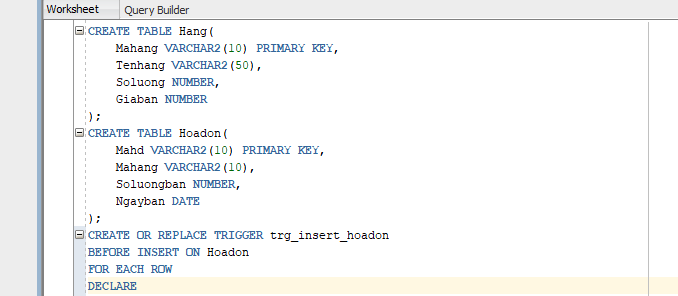 Worksheet Query Builder
CREATE TABLE Hang(
Mahang VARCHAR2(10) PRIMARY KEY,
Tenhang VARCHAR2(50),
Soluong NUMBER,
Giaban NUMBER
);
CREATE TABLE Hoadon(
Mahd VARCHAR2(10) PRIMARY KEY,
Mahang VARCHAR2(10),
Soluongban NUMBER,
Ngayban DATE
);
CREATE OR REPLACE TRIGGER trg_insert_hoadon
BEFORE INSERT ON Hoadon
FOR EACH ROW
DECLARE